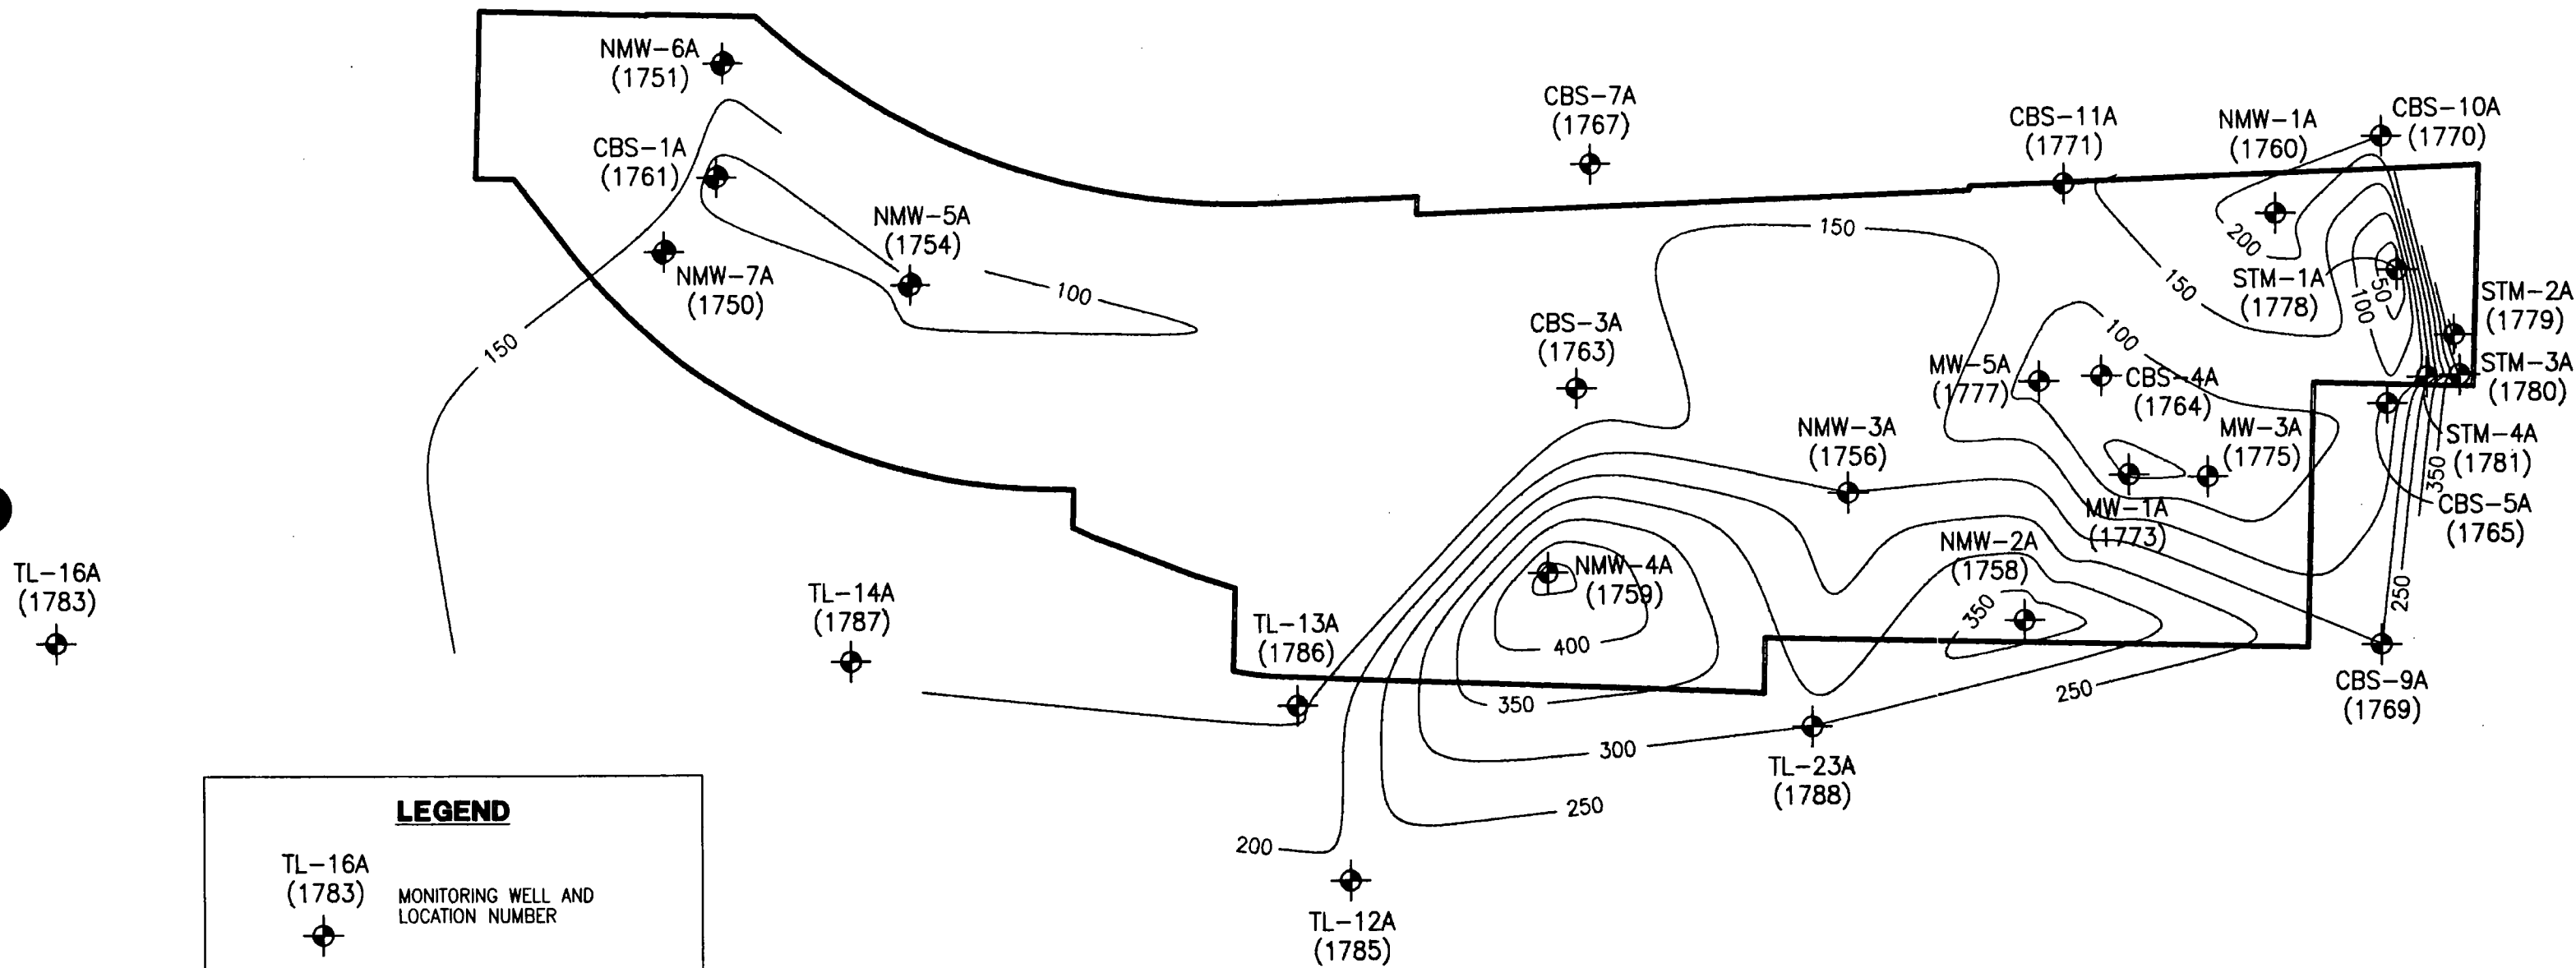 NMW-6A
(1751)
CBS-1A
(1761)
NMW-7A
(1750)
NMW-5A
(1754)
100
150
CBS-7A
(1767)
CBS-11A
(1771)
NMW-1A
(1760)
CBS-10A
(1770)
200
150
150
STM-1A
(1778)
50
100
STM-2A
(1779)
STM-3A
(1780)
CBS-3A
(1763)
MW-5A
(1777)
100
CBS-4A
(1764)
NMW-3A
(1756)
MW-3A
(1775)
STM-4A
(1781)
350
MW-1A
(1773)
CBS-5A
(1765)
NMW-2A
(1758)
350
250
NMW-4A
(1759)
400
TL-16A
(1783)
TL-14A
(1787)
TL-13A
(1786)
350
250
CBS-9A
(1769)
300
TL-23A
(1788)
250
200
TL-12A
(1785)
LEGEND
TL-16A
(1783)
MONITORING WELL AND
LOCATION NUMBER